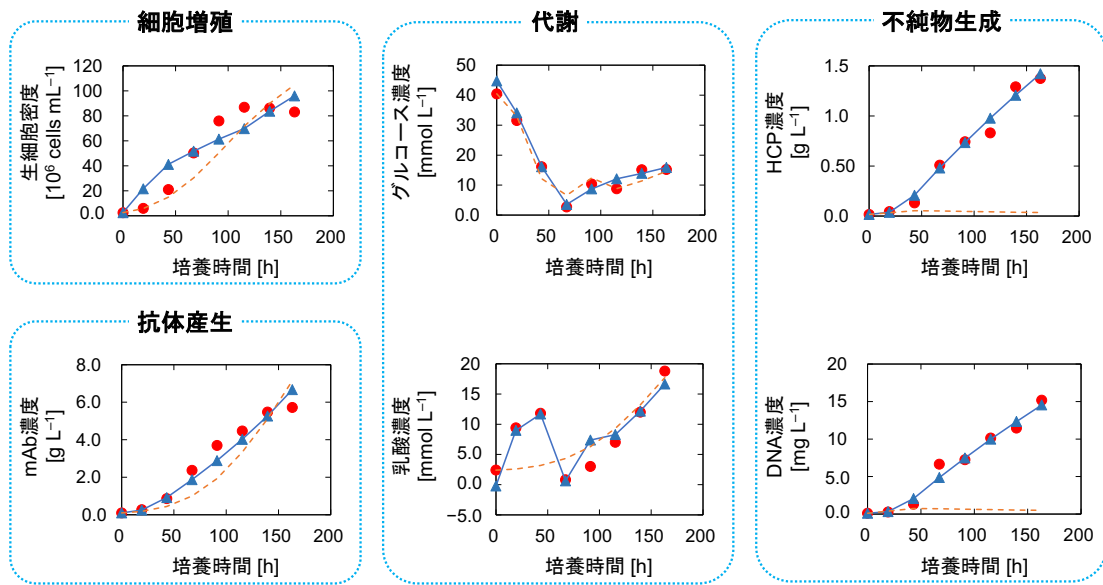 細胞増殖
生細胞密度
[10⁶ cells mL⁻¹]
120
100
80
60
40
20
0.0
0
50
100
150
200
培養時間 [h]
抗体産生
mAb濃度
[g L⁻¹]
8.0
6.0
4.0
2.0
0.0
0
50
100
150
200
培養時間 [h]
代謝
グルコース濃度
[mmol L⁻¹]
50
40
30
20
10
0.0
0
50
100
150
200
培養時間 [h]
乳酸濃度
[mmol L⁻¹]
20
15
10
5.0
0.0
−5.0
0
50
100
150
200
培養時間 [h]
不純物生成
HCP濃度
[g L⁻¹]
1.5
1.0
0.50
0.0
0
50
100
150
200
培養時間 [h]
DNA濃度
[mg L⁻¹]
20
15
10
5.0
0.0
0
50
100
150
200
培養時間 [h]